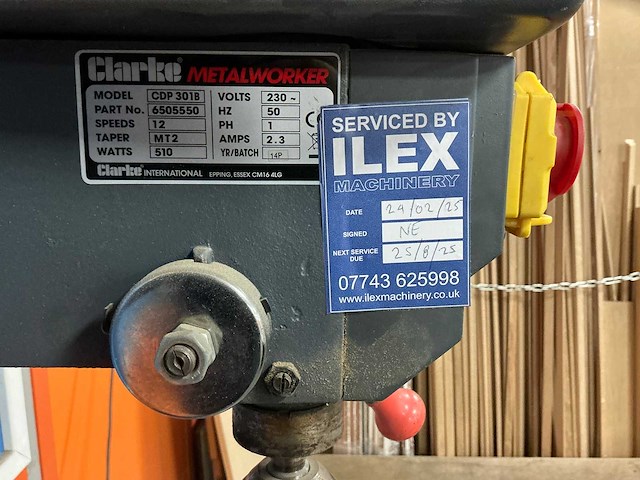 Clarke METALWORKER
MODEL CDP 301B VOLTS 230 ~
PART No. 6505550 HZ 50
SPEEDS 12 PH 1
TAPER MT2 AMPS 2.3
WATTS 510 YR/BATCH 14P
Clarke INTERNATIONAL EPPING, ESSEX CM16 4LG
SERVICED BY
ILEX
MACHINERY
DATE 24/02/25
SIGNED NE
NEXT SERVICE
DUE 25/8/25
07743 625998
www.ilexmachinery.co.uk